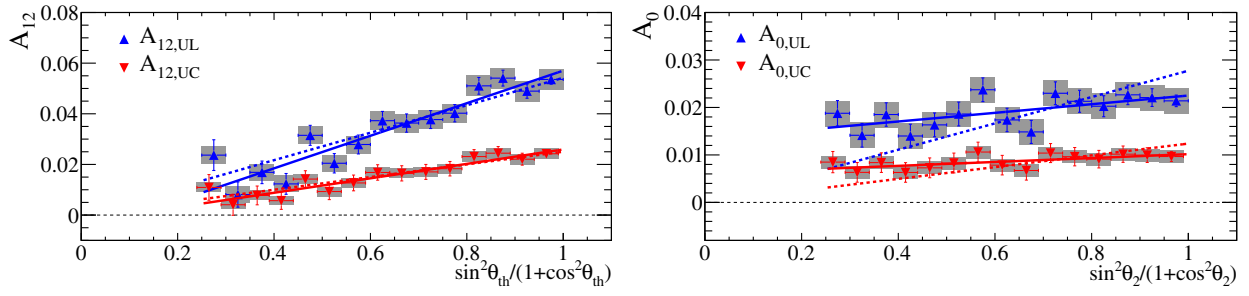 A₁₂
0.08
0.06
0.04
0.02
0
A₁₂,UL
A₁₂,UC
0 0.2 0.4 0.6 0.8 1
sin²θth/(1+cos²θth)
A₀
0.04
0.03
0.02
0.01
0
A₀,UL
A₀,UC
0 0.2 0.4 0.6 0.8 1
sin²θ₂/(1+cos²θ₂)